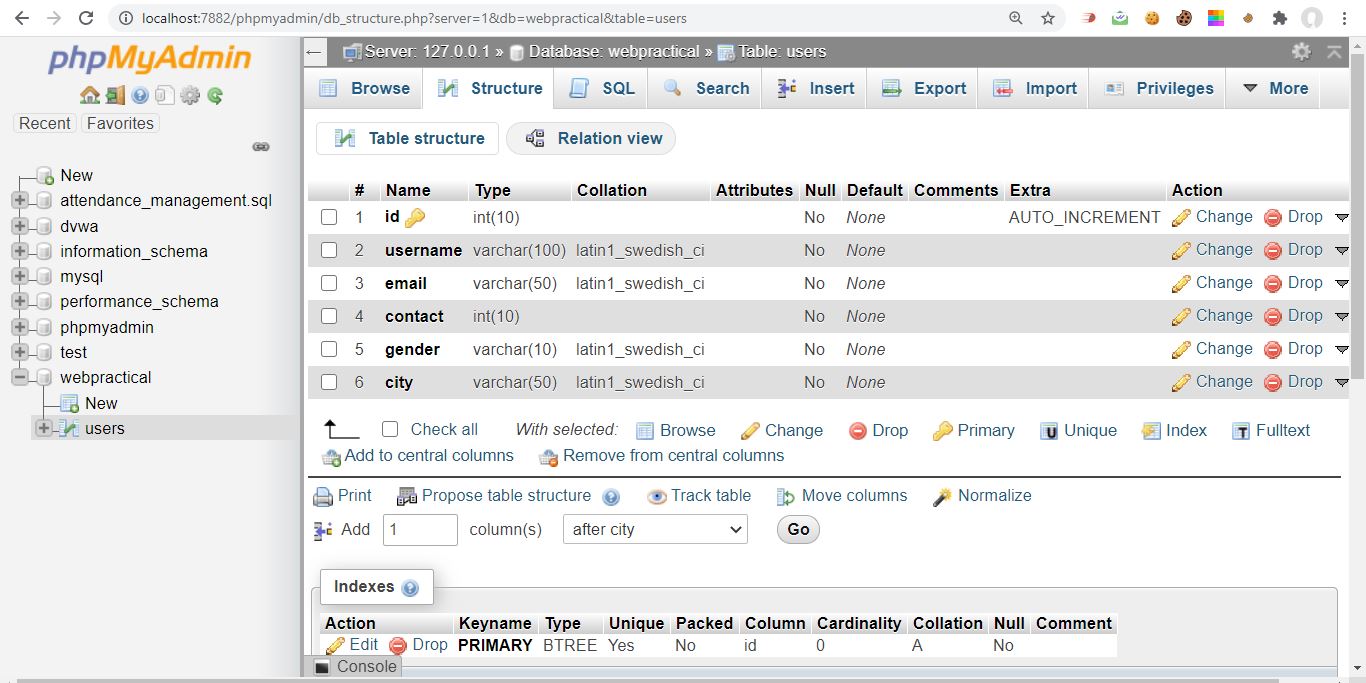 localhost:7882/phpmyadmin/db_structure.php?server=1&db=webpractical&table=users
phpMyAdmin
Recent Favorites
New
attendance_management.sql
dvwa
information_schema
mysql
performance_schema
phpmyadmin
test
webpractical
New
users
Server: 127.0.0.1 » Database: webpractical » Table: users
Browse Structure SQL Search Insert Export Import Privileges More
Table structure Relation view
# Name Type Collation Attributes Null Default Comments Extra Action
1 id int(10) No None AUTO_INCREMENT Change Drop
2 username varchar(100) latin1_swedish_ci No None Change Drop
3 email varchar(50) latin1_swedish_ci No None Change Drop
4 contact int(10) No None Change Drop
5 gender varchar(10) latin1_swedish_ci No None Change Drop
6 city varchar(50) latin1_swedish_ci No None Change Drop
Check all With selected: Browse Change Drop Primary Unique Index Fulltext
Add to central columns Remove from central columns
Print Propose table structure Track table Move columns Normalize
Add 1 column(s) after city Go
Indexes
Action Keyname Type Unique Packed Column Cardinality Collation Null Comment
Edit Drop PRIMARY BTREE Yes No id 0 A No
Console